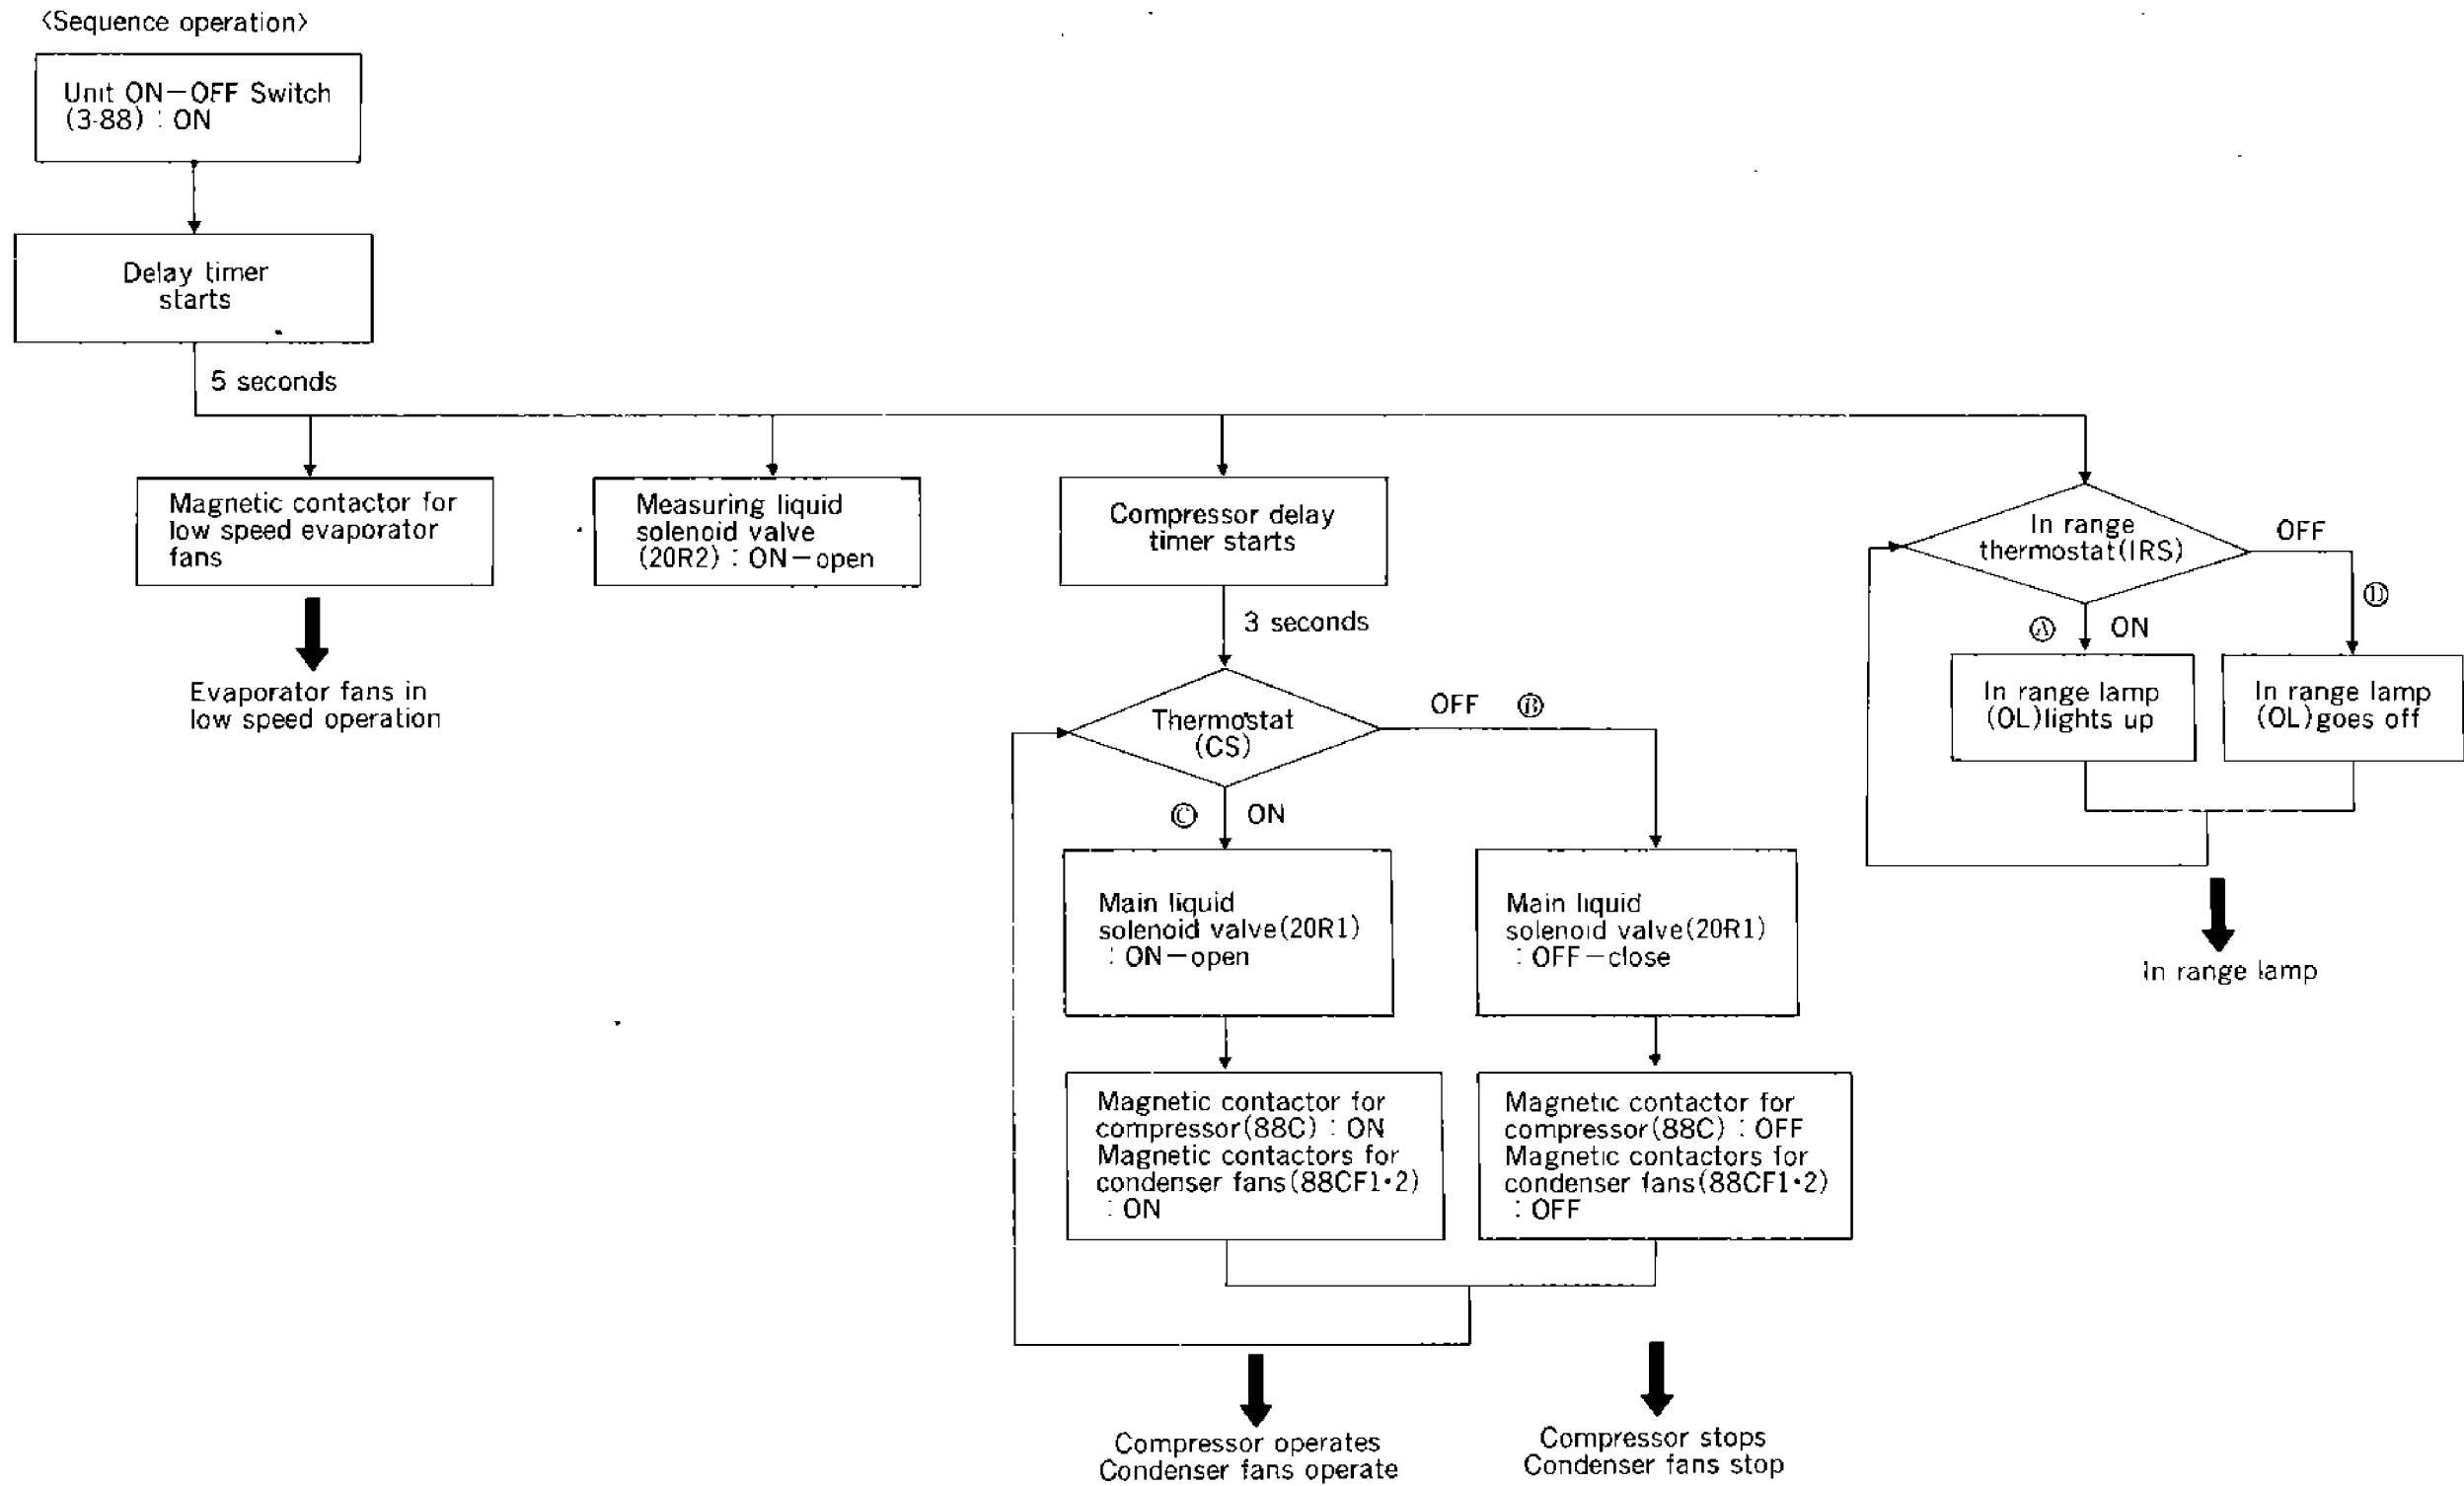 〈Sequence operation〉
Unit ON－OFF Switch
(3-88) : ON
Delay timer
starts
5 seconds
Magnetic contactor for
low speed evaporator
fans
Evaporator fans in
low speed operation
Measuring liquid
solenoid valve
(20R2) : ON－open
Compressor delay
timer starts
3 seconds
Thermostat
(CS)
OFF Ⓑ
Ⓒ ON
Main liquid
solenoid valve(20R1)
: ON－open
Main liquid
solenoid valve(20R1)
: OFF－close
Magnetic contactor for
compressor(88C) : ON
Magnetic contactors for
condenser fans(88CF1·2)
: ON
Magnetic contactor for
compressor(88C) : OFF
Magnetic contactors for
condenser fans(88CF1·2)
: OFF
Compressor operates
Condenser fans operate
Compressor stops
Condenser fans stop
In range
thermostat(IRS)
OFF
Ⓓ
Ⓐ ON
In range lamp
(OL)lights up
In range lamp
(OL)goes off
In range lamp